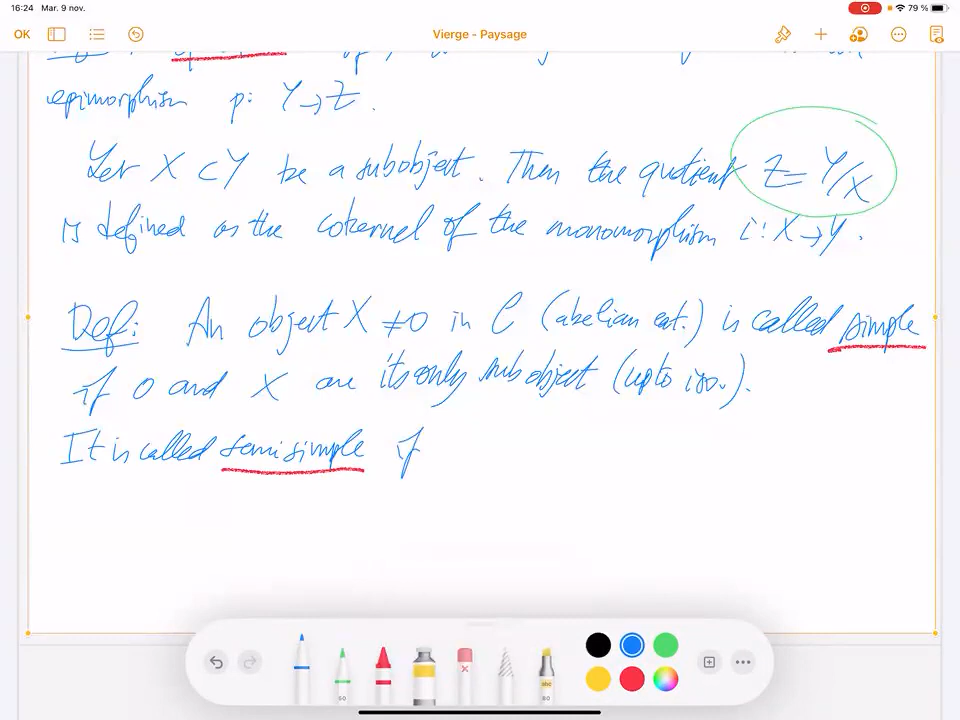 16:24 Mar. 9 nov.
79 %
OK
Vierge - Paysage
epimorphism p: Y → Z .
Let X ⊂ Y be a subobject. Then the quotient Z = Y/X
is defined as the cokernel of the monomorphism i: X → Y.
Def: An object X ≠ 0 in C (abelian cat.) is called simple
if 0 and X are its only subobject (up to iso.).
It is called semisimple if